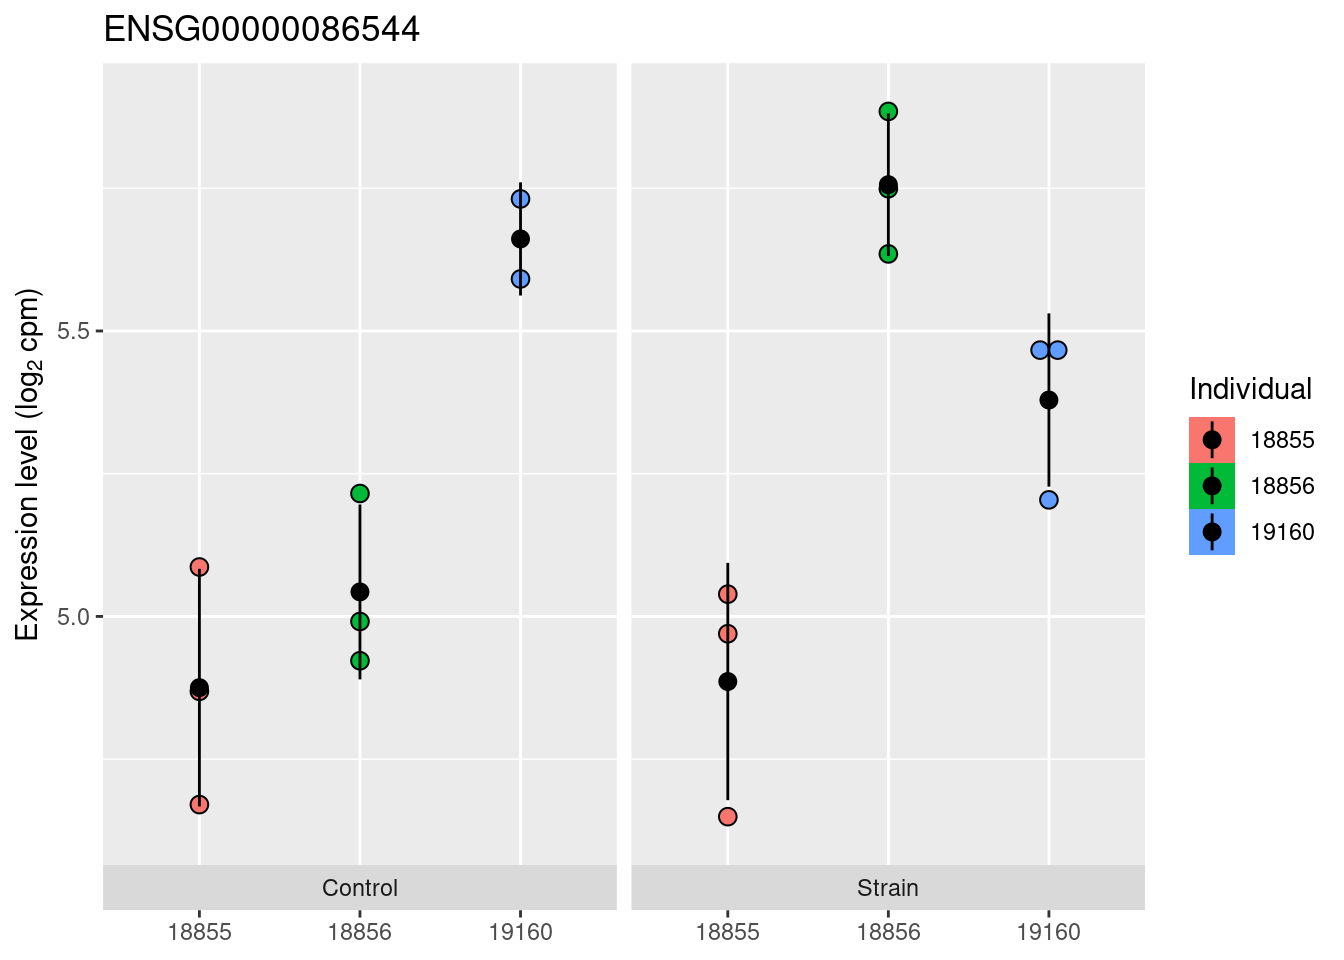 ENSG00000086544
Expression level (log₂ cpm)
5.5
5.0
Control
Strain
18855 18856 19160
18855 18856 19160
Individual
18855
18856
19160